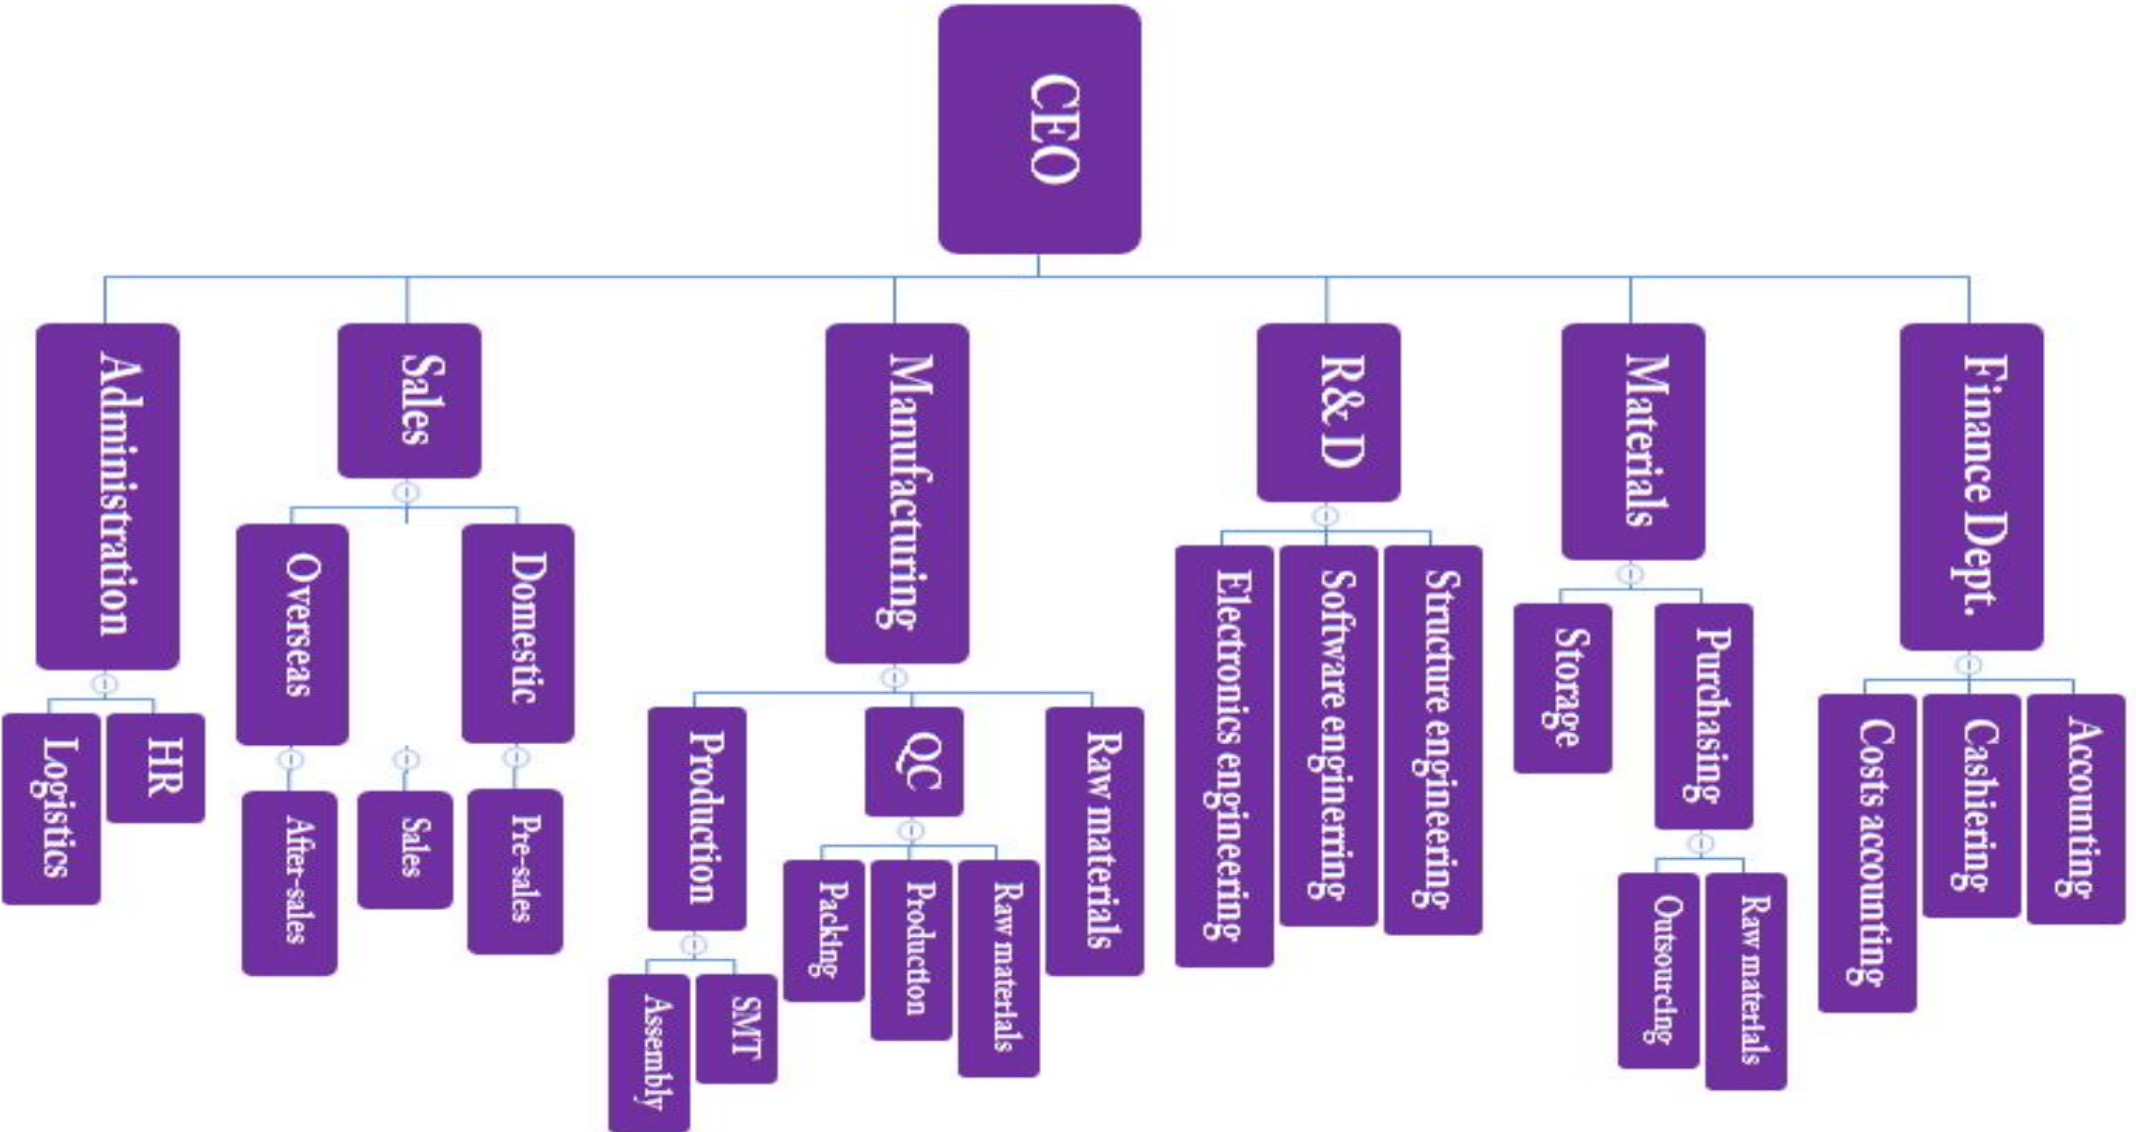 CEO
Finance Dept.
Accounting
Cashiering
Costs accounting
Materials
Purchasing
Raw materials
Outsourcing
Storage
R& D
Structure engineering
Software enginerring
Electronics engineering
Manufacturing
Raw materials
QC
Raw materials
Production
Packing
Production
SMT
Assembly
Sales
Domestic
Pre-sales
Sales
Overseas
After-sales
Administration
HR
Logistics